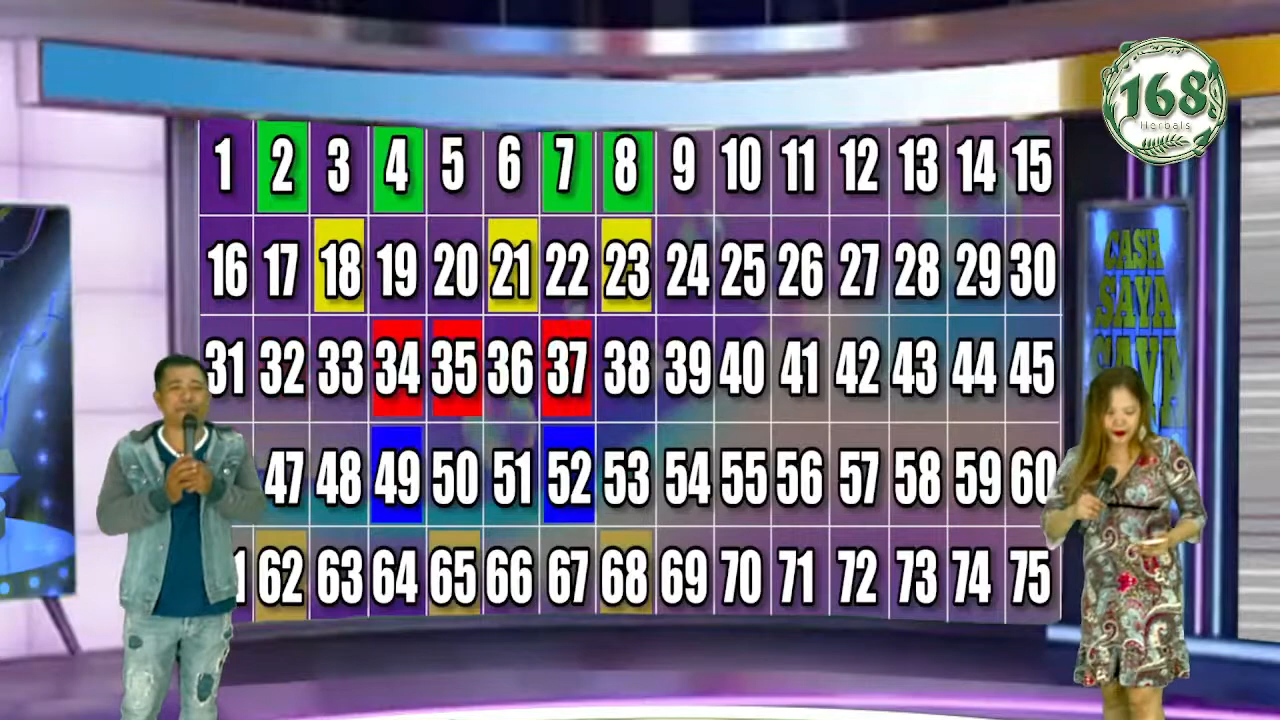 168
Herbals
1 2 3 4 5 6 7 8 9 10 11 12 13 14 15
16 17 18 19 20 21 22 23 24 25 26 27 28 29 30
CASH
SAYA
SAYA
31 32 33 34 35 36 37 38 39 40 41 42 43 44 45
47 48 49 50 51 52 53 54 55 56 57 58 59 60
1 62 63 64 65 66 67 68 69 70 71 72 73 74 75